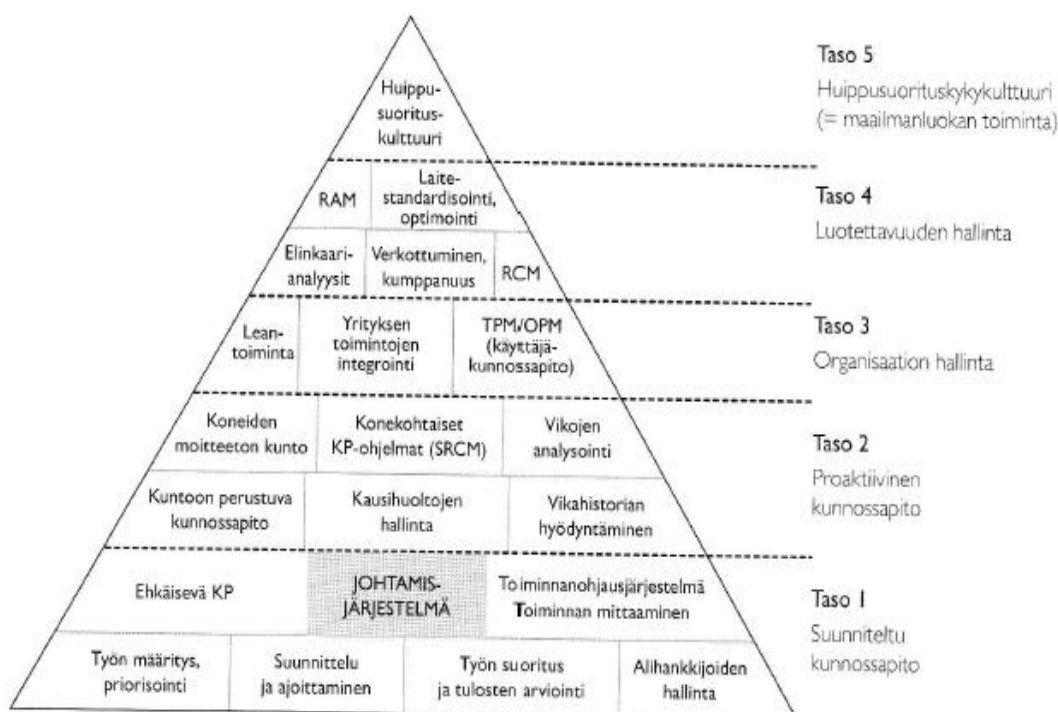 Huippu-
suoritus-
kulttuuri
Taso 5
Huippusuorituskykykulttuuri
(= maailmanluokan toiminta)
RAM
Laite-
standardisointi,
optimointi
Elinkaari-
analyysit
Verkottuminen,
kumppanuus
RCM
Taso 4
Luotettavuuden hallinta
Lean-
toiminta
Yrityksen
toimintojen
integrointi
TPM/OPM
(käyttäjä-
kunnossapito)
Taso 3
Organisaation hallinta
Koneiden
moitteeton kunto
Konekohtaiset
KP-ohjelmat (SRCM)
Vikojen
analysointi
Kuntoon perustuva
kunnossapito
Kausihuoltojen
hallinta
Vikahistorian
hyödyntäminen
Taso 2
Proaktiivinen
kunnossapito
Ehkäisevä KP
JOHTAMIS-
JÄRJESTELMÄ
Toiminnanohjausjärjestelmä
Toiminnan mittaaminen
Työn määritys,
priorisointi
Suunnittelu
ja ajoittaminen
Työn suoritus
ja tulosten arviointi
Alihankkijoiden
hallinta
Taso 1
Suunniteltu
kunnossapito